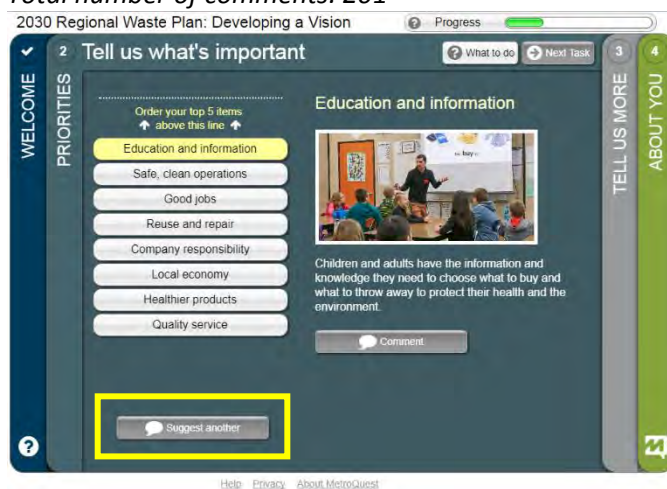 Total number of comments: 201
2030 Regional Waste Plan: Developing a Vision
Progress
WELCOME
2
PRIORITIES
Tell us what's important
What to do
Next Task
3
TELL US MORE
4
ABOUT YOU
Order your top 5 items
above this line
Education and information
Safe, clean operations
Good jobs
Reuse and repair
Company responsibility
Local economy
Healthier products
Quality service
Suggest another
Education and information
Children and adults have the information and
knowledge they need to choose what to buy and
what to throw away to protect their health and the
environment.
Comment
Help Privacy About MetroQuest